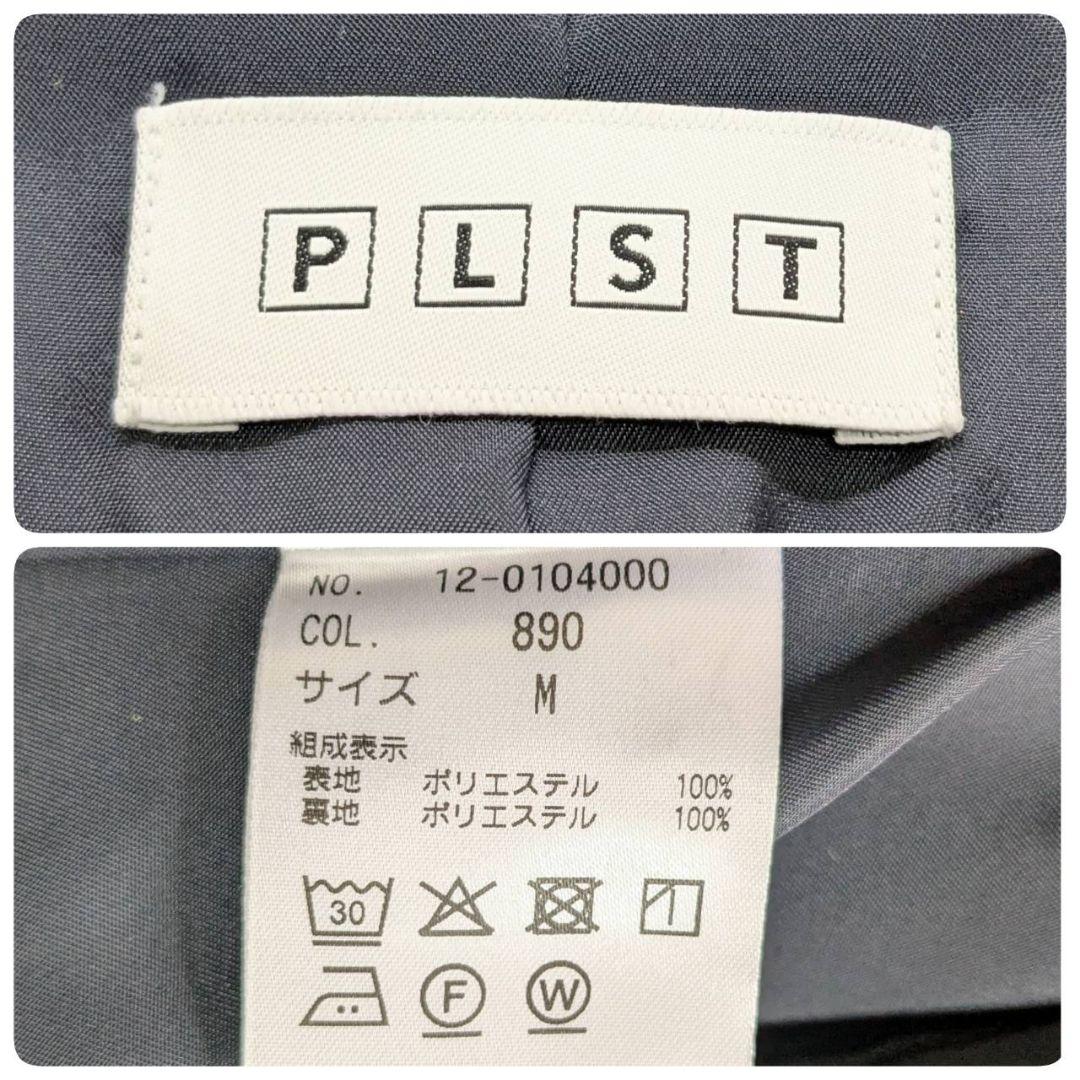 PLST
NO. 12-0104000
COL. 890
サイズ M
組成表示
表地 ポリエステル 100%
裏地 ポリエステル 100%
30
F W